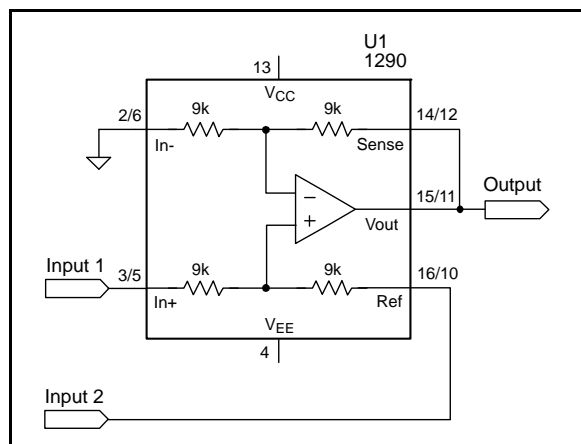 U1
1290
13
VCC
2/6
9k
9k
14/12
In-
Sense
−
+
15/11
Output
Vout
Input 1
3/5
9k
9k
16/10
In+
Ref
VEE
4
Input 2